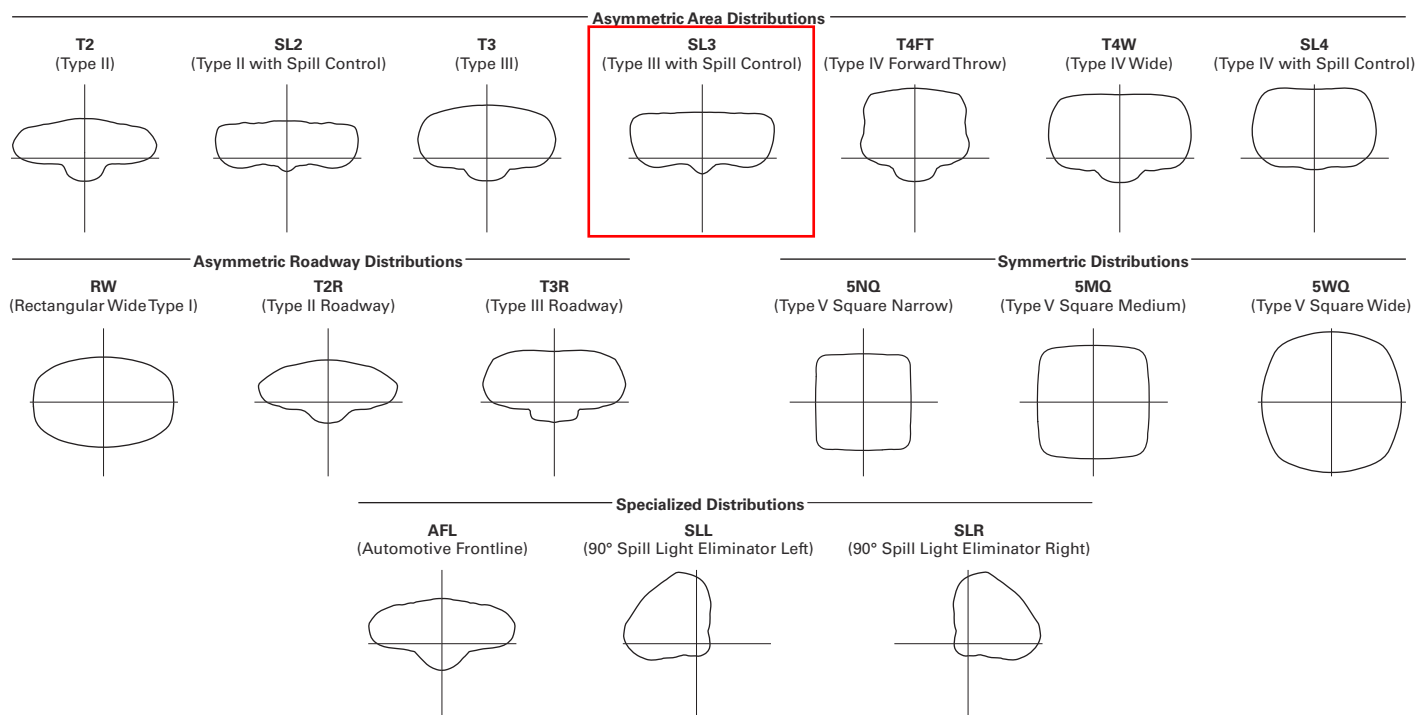 Asymmetric Area Distributions
T2
(Type II)
SL2
(Type II with Spill Control)
T3
(Type III)
SL3
(Type III with Spill Control)
T4FT
(Type IV Forward Throw)
T4W
(Type IV Wide)
SL4
(Type IV with Spill Control)
Asymmetric Roadway Distributions
RW
(Rectangular Wide Type I)
T2R
(Type II Roadway)
T3R
(Type III Roadway)
Symmertric Distributions
5NQ
(Type V Square Narrow)
5MQ
(Type V Square Medium)
5WQ
(Type V Square Wide)
Specialized Distributions
AFL
(Automotive Frontline)
SLL
(90° Spill Light Eliminator Left)
SLR
(90° Spill Light Eliminator Right)